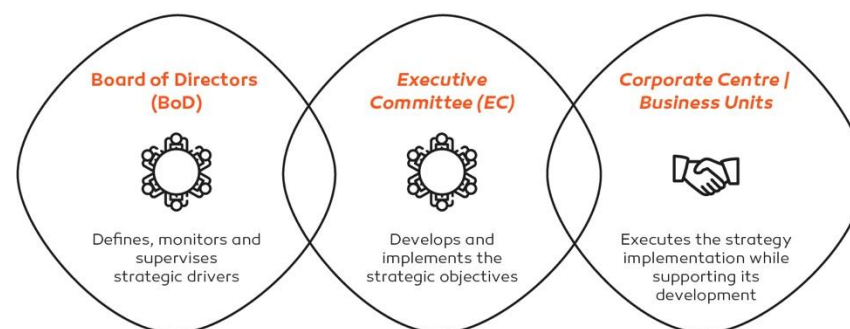 Board of Directors
(BoD)
Defines, monitors and
supervises
strategic drivers
Executive
Committee (EC)
Develops and
implements the
strategic objectives
Corporate Centre |
Business Units
Executes the strategy
implementation while
supporting its
development